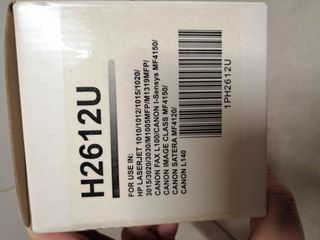 H2612U
FOR USE IN:
HP LASERJET 1010/1012/1015/1020/
3015/3020/3030/M1005MFP/M1319MFP/
CANON FAX L100/CANON I-Sensys MF4150/
CANON IMAGE CLASS MF4150/
CANON SATERA MF4120/
CANON L140
1PH2612U